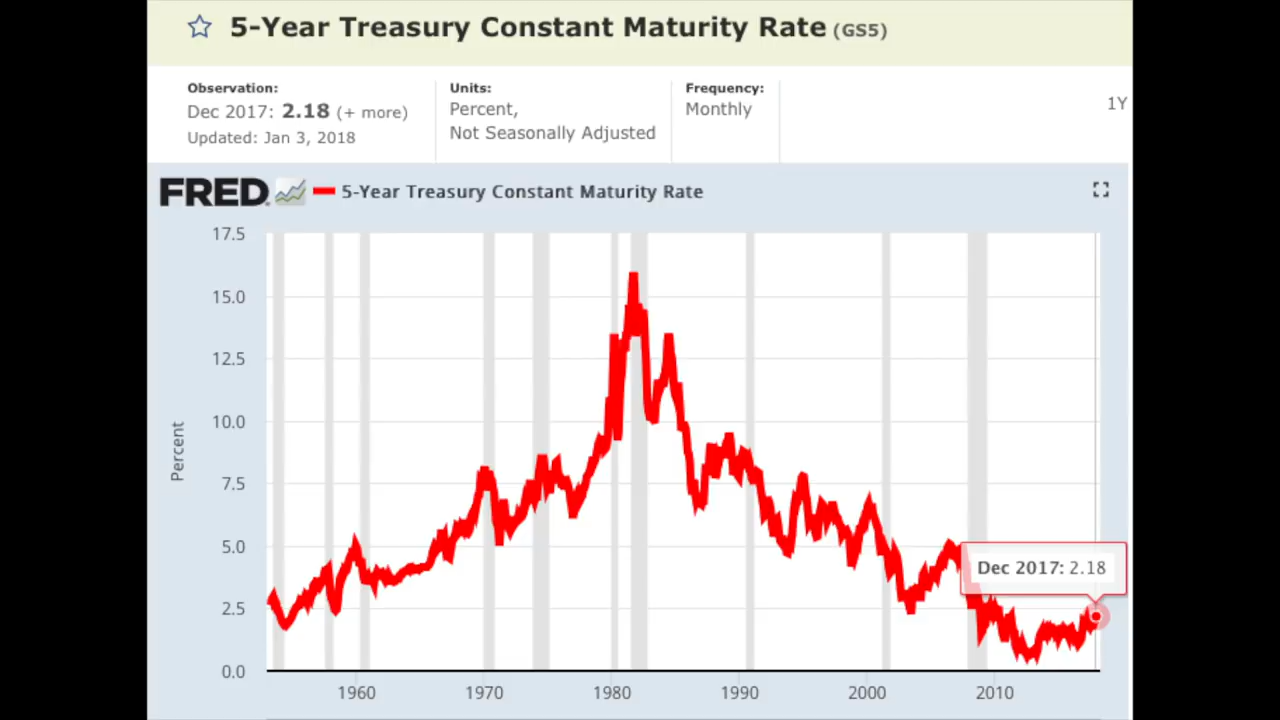 5-Year Treasury Constant Maturity Rate (GS5)
Observation:
Dec 2017: 2.18 (+ more)
Updated: Jan 3, 2018
Units:
Percent,
Not Seasonally Adjusted
Frequency:
Monthly
1Y
FRED
5-Year Treasury Constant Maturity Rate
17.5
15.0
12.5
10.0
7.5
5.0
2.5
0.0
Percent
Dec 2017: 2.18
1960 1970 1980 1990 2000 2010